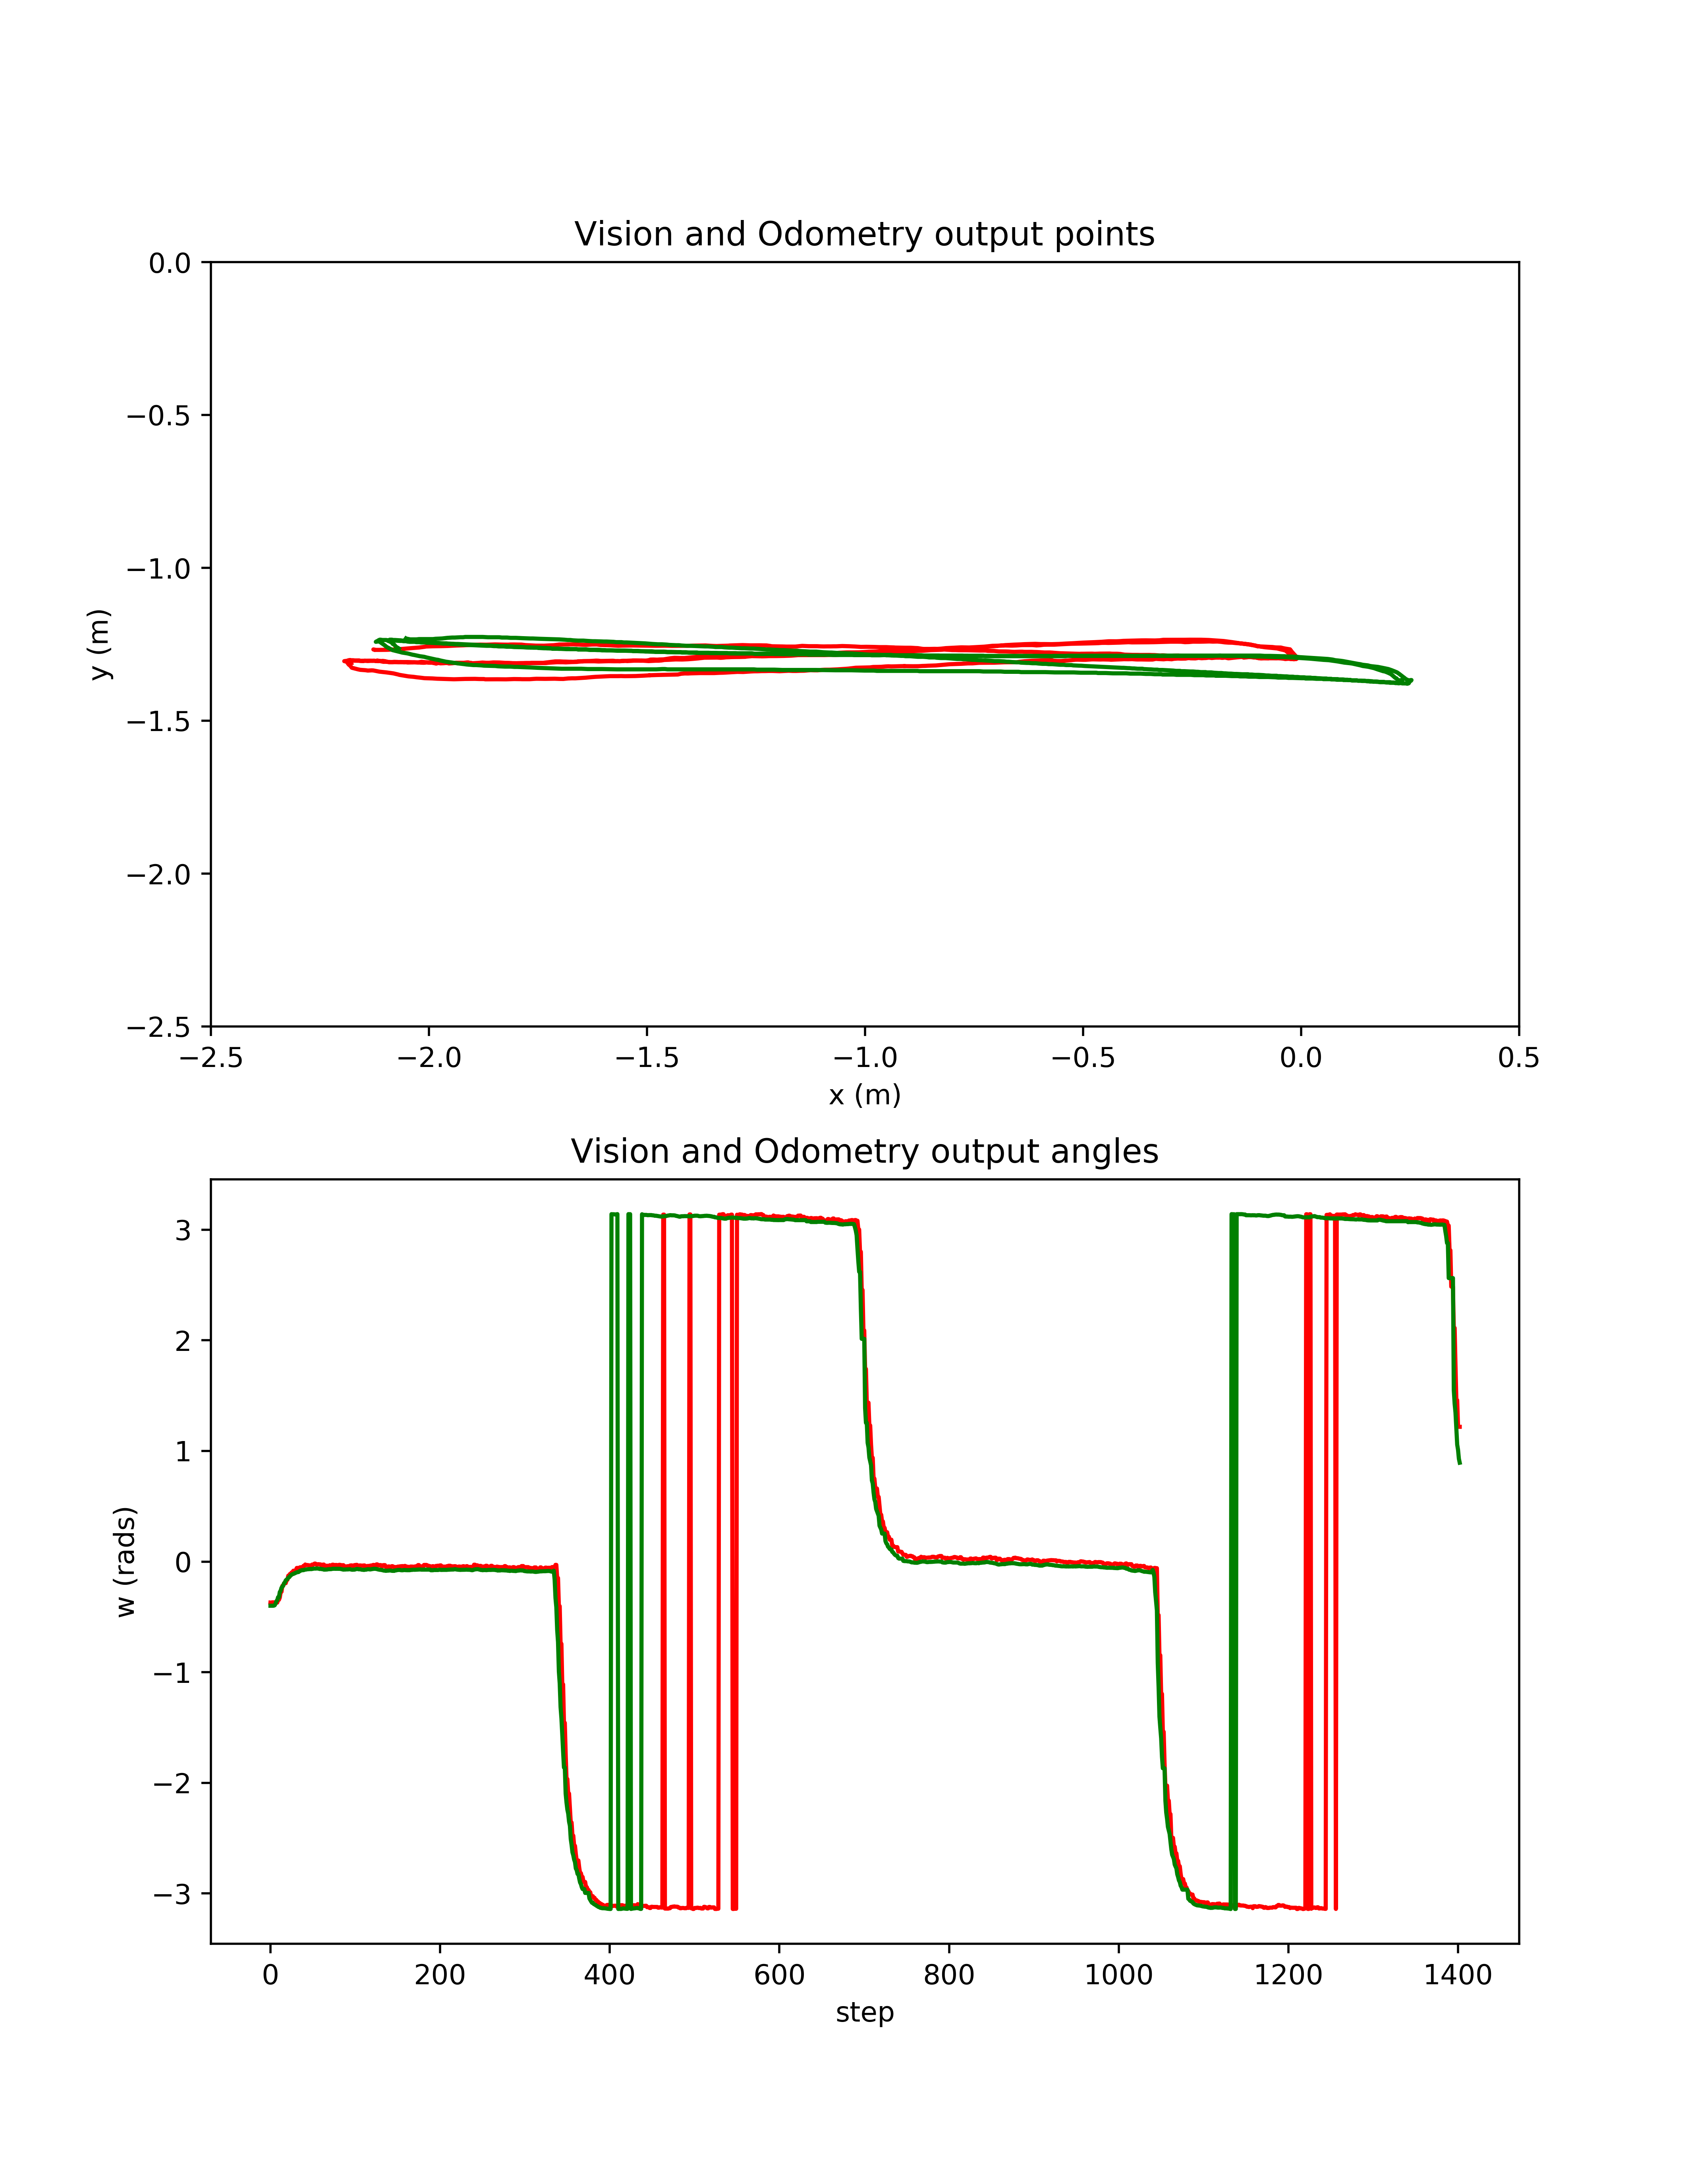 Vision and Odometry output points
0.0
−0.5
−1.0
−1.5
−2.0
−2.5
y (m)
−2.5 −2.0 −1.5 −1.0 −0.5 0.0 0.5
x (m)
Vision and Odometry output angles
3
2
1
0
−1
−2
−3
w (rads)
0 200 400 600 800 1000 1200 1400
step